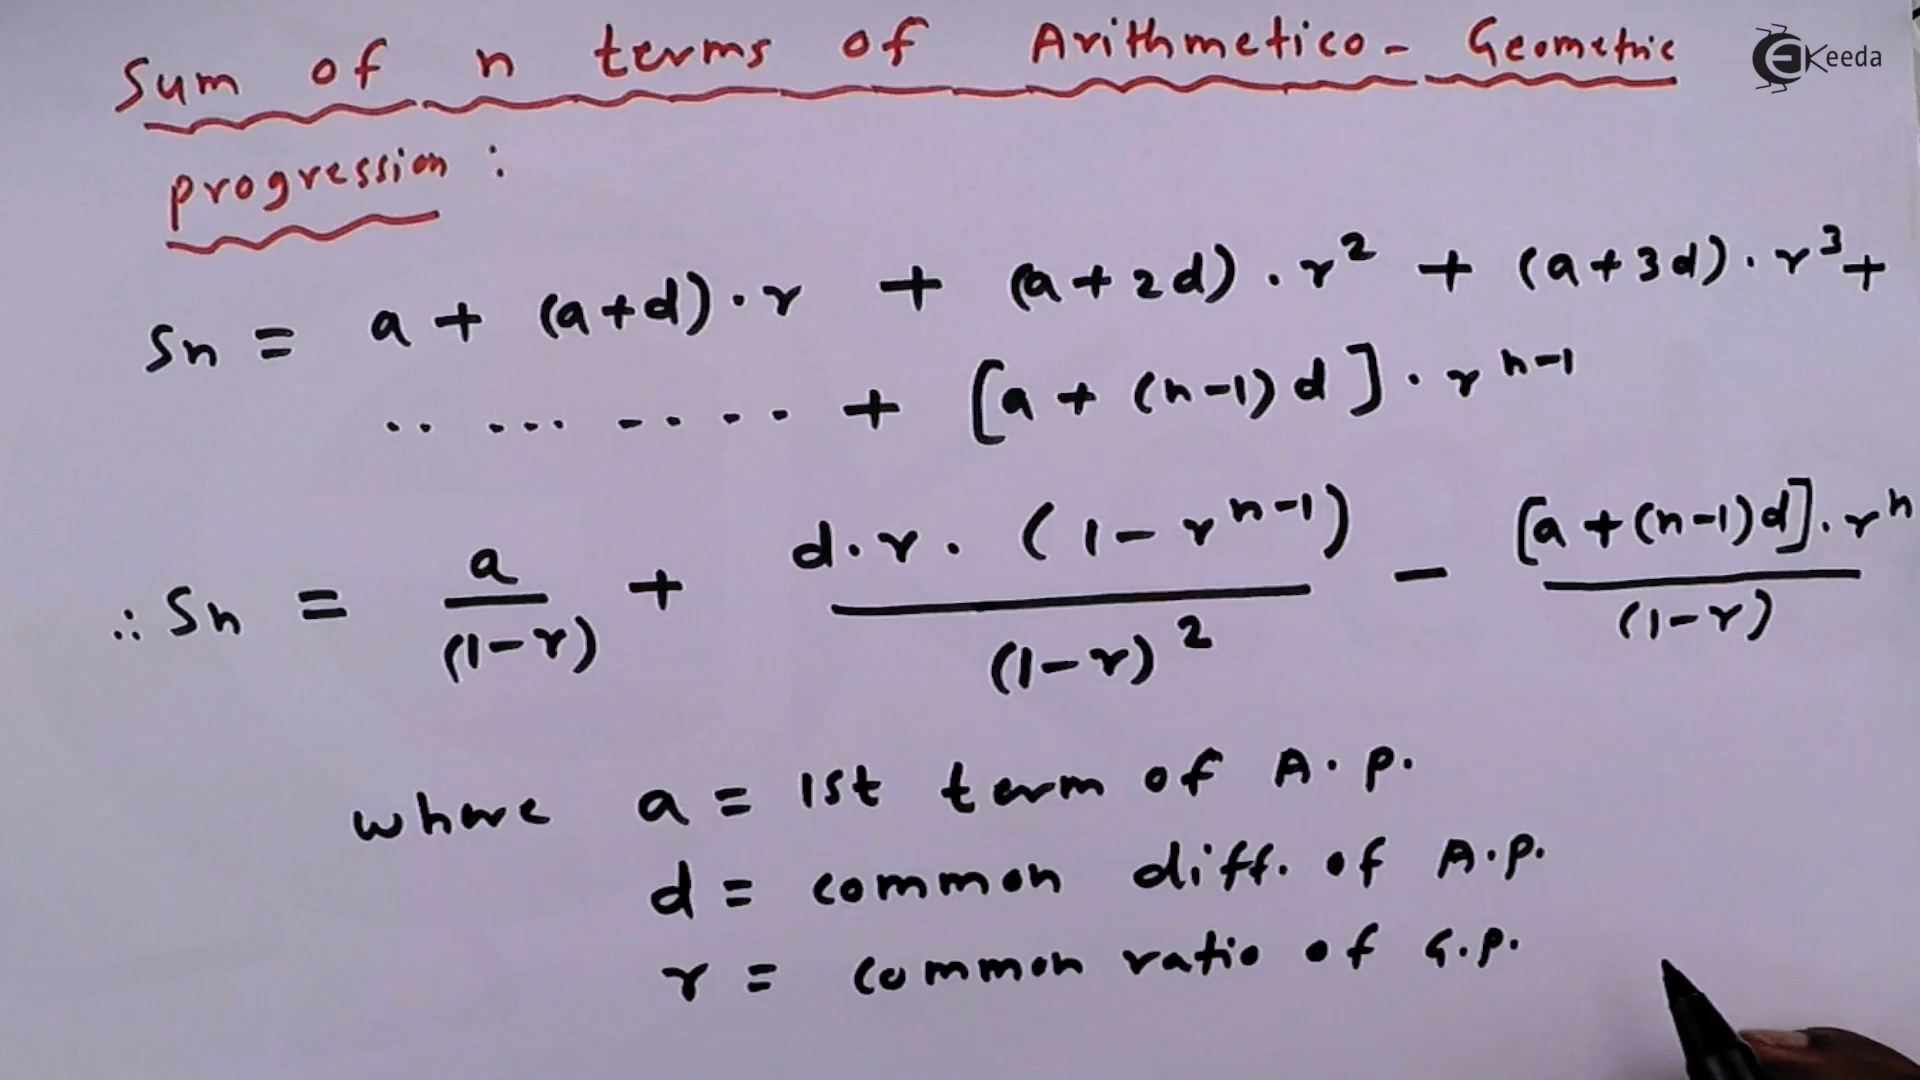 Sum of n terms of Arithmetico - Geometric
progression :
Sn = a + (a+d)·r + (a+2d)·r² + (a+3d)·r³ +
.. ... - . . . . + [a + (n-1)d]·r^(n-1)
∴ Sn = a/(1-r) + d·r·(1-r^(n-1))/(1-r)² - [a+(n-1)d]·r^n/(1-r)
where a = 1st term of A.P.
d = common diff. of A.P.
r = common ratio of G.P.
EKeeda